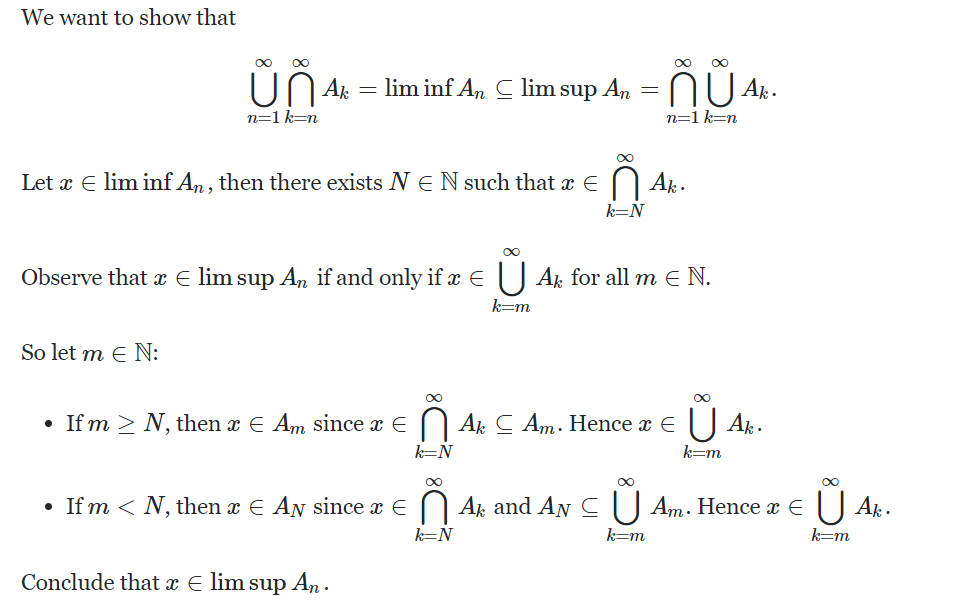 We want to show that
$$\bigcup_{n=1}^{\infty} \bigcap_{k=n}^{\infty} A_k = \liminf A_n \subseteq \limsup A_n = \bigcap_{n=1}^{\infty} \bigcup_{k=n}^{\infty} A_k.$$
Let $x \in \liminf A_n$, then there exists $N \in \mathbb{N}$ such that $x \in \bigcap_{k=N}^{\infty} A_k$.
Observe that $x \in \limsup A_n$ if and only if $x \in \bigcup_{k=m}^{\infty} A_k$ for all $m \in \mathbb{N}$.
So let $m \in \mathbb{N}$:
• If $m \geq N$, then $x \in A_m$ since $x \in \bigcap_{k=N}^{\infty} A_k \subseteq A_m$. Hence $x \in \bigcup_{k=m}^{\infty} A_k$.
• If $m < N$, then $x \in A_N$ since $x \in \bigcap_{k=N}^{\infty} A_k$ and $A_N \subseteq \bigcup_{k=m}^{\infty} A_m$. Hence $x \in \bigcup_{k=m}^{\infty} A_k$.
Conclude that $x \in \limsup A_n$.